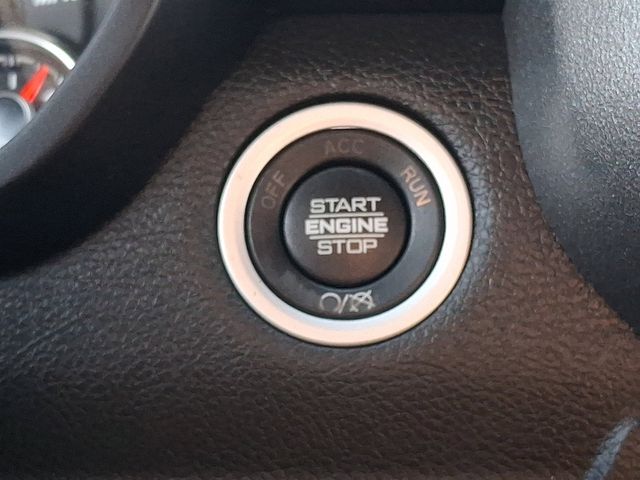 OFF
ACC
RUN
START
ENGINE
STOP